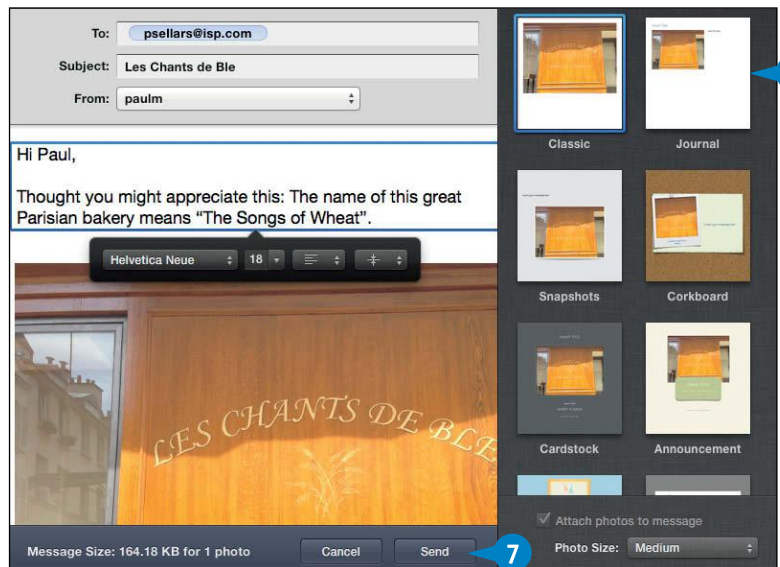 To: psellars@isp.com
Subject: Les Chants de Ble
From: paulm
Hi Paul,
Thought you might appreciate this: The name of this great
Parisian bakery means “The Songs of Wheat”.
Helvetica Neue 18
LES CHANTS DE BLE
Message Size: 164.18 KB for 1 photo
Cancel
Send
7
Classic
Journal
Snapshots
Corkboard
Cardstock
Announcement
Attach photos to message
Photo Size: Medium